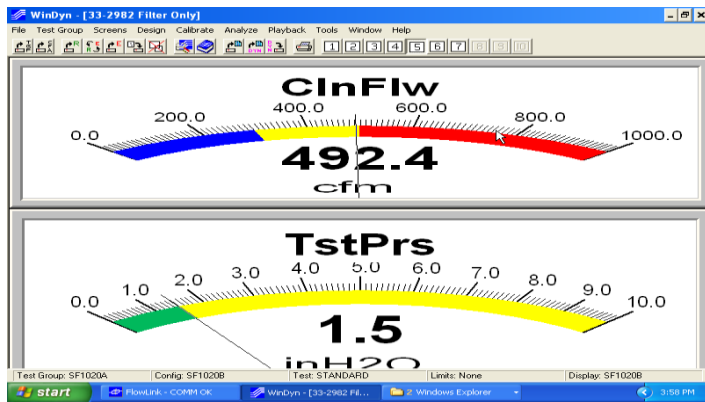 WinDyn - [33-2982 Filter Only]
File Test Group Screens Design Calibrate Analyze Playback Tools Window Help
1 2 3 4 5 6 7 8 9 10
ClnFlw
0.0 200.0 400.0 600.0 800.0 1000.0
492.4
cfm
TstPrs
0.0 1.0 2.0 3.0 4.0 5.0 6.0 7.0 8.0 9.0 10.0
1.5
inH2O
Test Group: SF1020A Config: SF1020B Test: STANDARD Limits: None Display: SF1020B
start FlowLink - COMM OK WinDyn - [33-2982 Fil... 2 Windows Explorer 3:58 PM